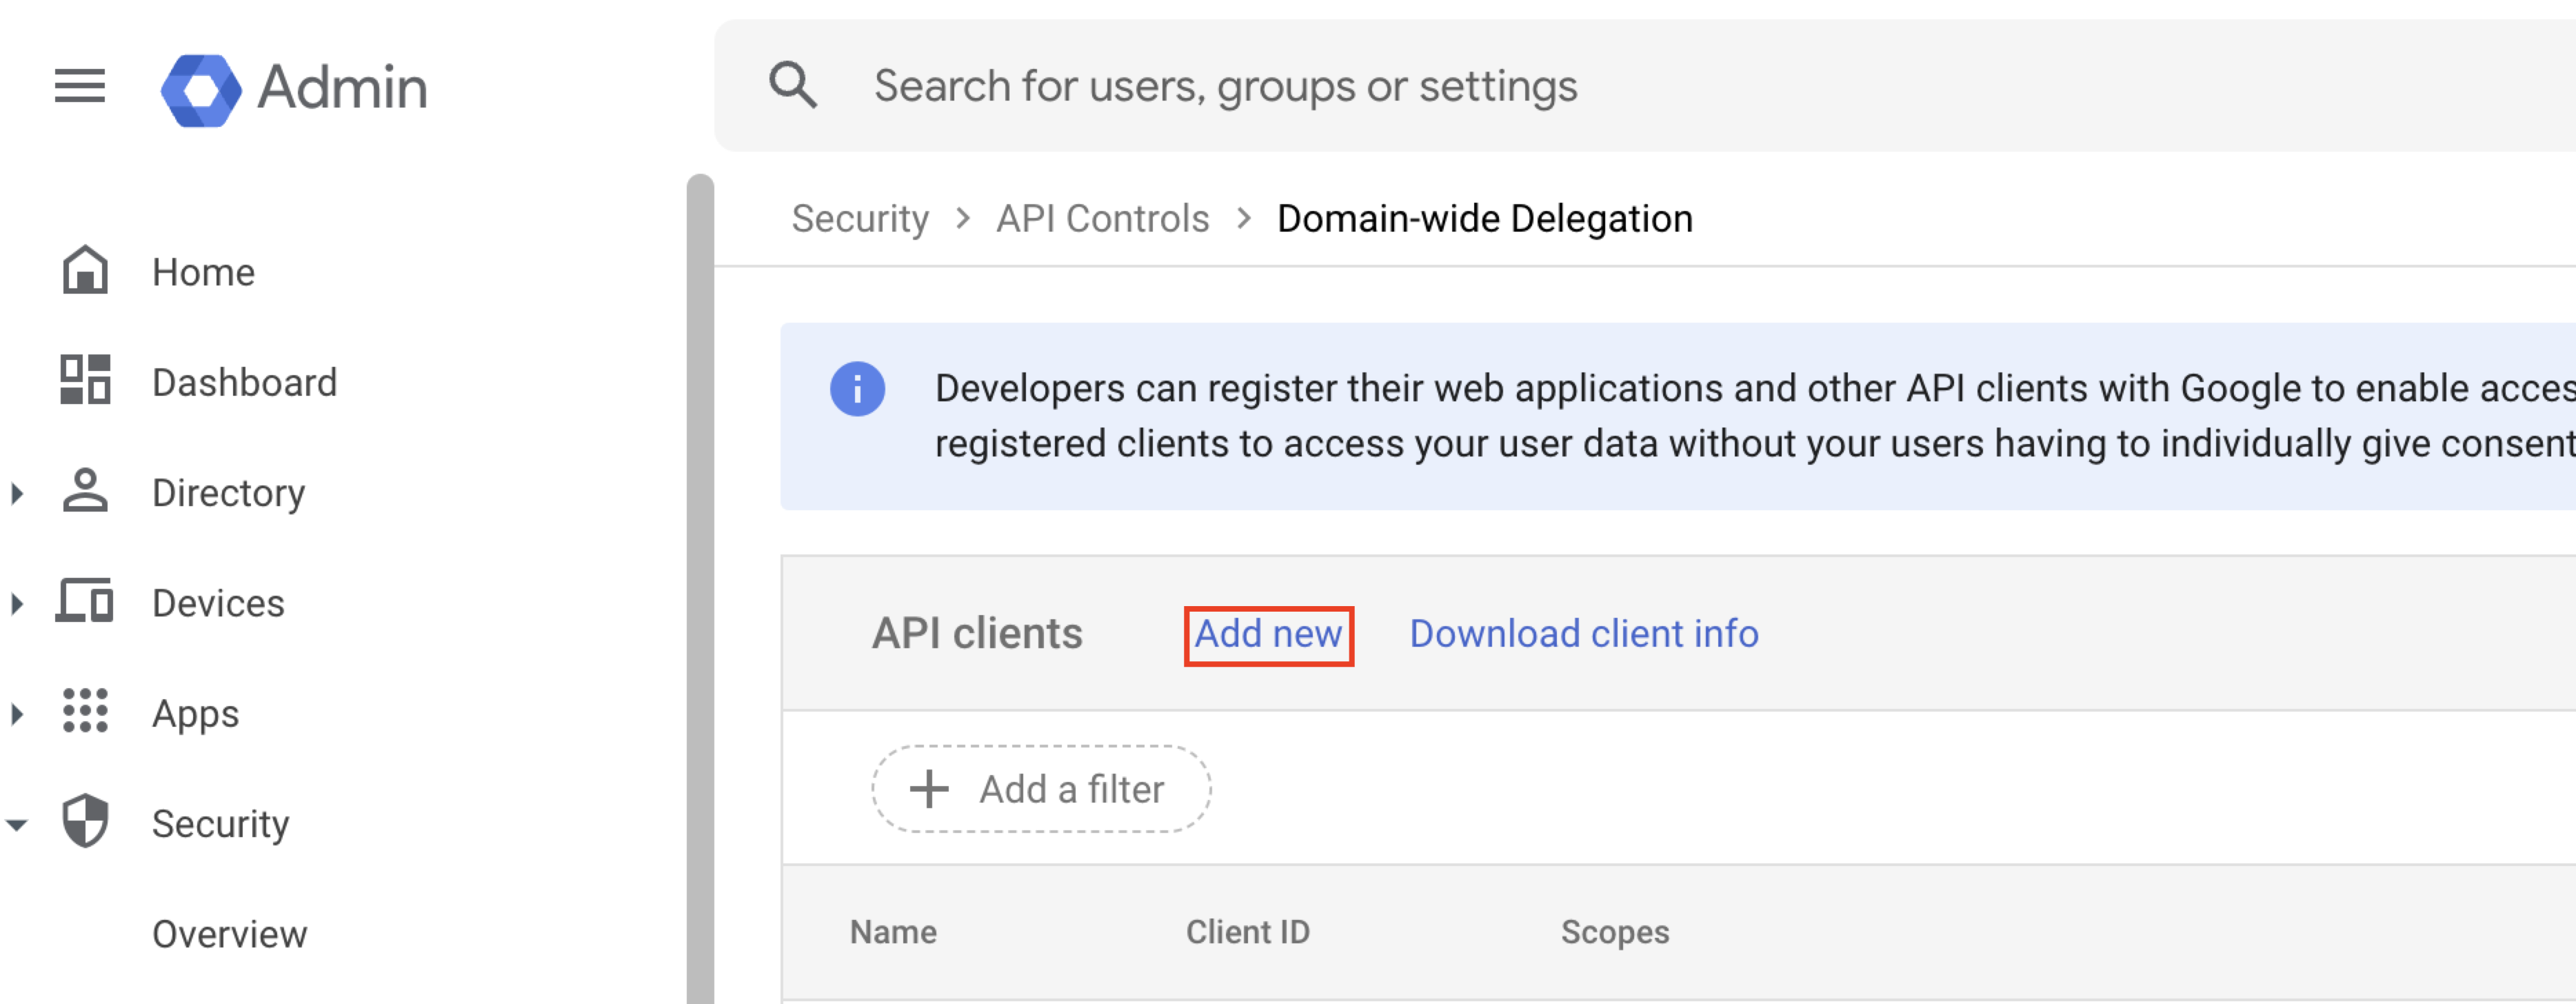 Admin
Search for users, groups or settings
Security > API Controls > Domain-wide Delegation
Home
Dashboard
Directory
Devices
Apps
Security
Overview
Developers can register their web applications and other API clients with Google to enable acces
registered clients to access your user data without your users having to individually give consent
API clients Add new Download client info
Add a filter
Name Client ID Scopes